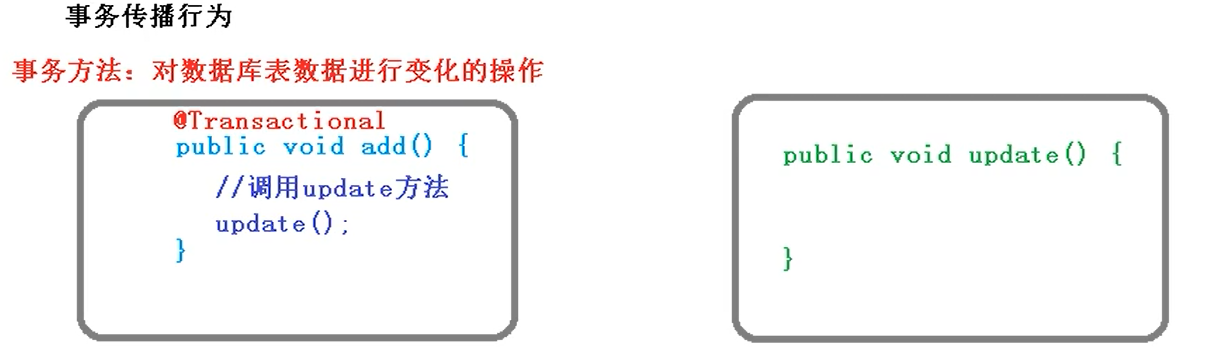 事务传播行为
事务方法：对数据库表数据进行变化的操作
@Transactional
public void add() {
//调用update方法
update();
}
public void update() {
}